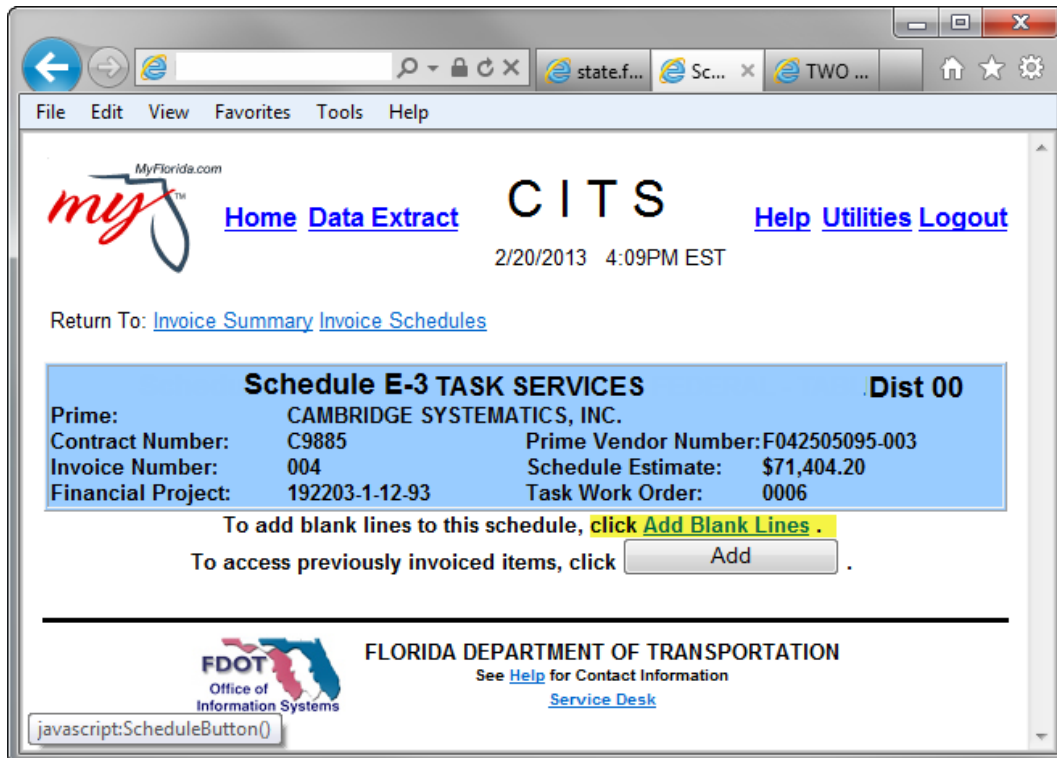 state.f...
Sc...
TWO ...
File Edit View Favorites Tools Help
MyFlorida.com
my TM
Home Data Extract
CITS
Help Utilities Logout
2/20/2013 4:09PM EST
Return To: Invoice Summary Invoice Schedules
Schedule E-3 TASK SERVICES Dist 00
Prime: CAMBRIDGE SYSTEMATICS, INC.
Contract Number: C9885 Prime Vendor Number: F042505095-003
Invoice Number: 004 Schedule Estimate: $71,404.20
Financial Project: 192203-1-12-93 Task Work Order: 0006
To add blank lines to this schedule, click Add Blank Lines .
To access previously invoiced items, click Add .
FDOT
Office of
Information Systems
FLORIDA DEPARTMENT OF TRANSPORTATION
See Help for Contact Information
Service Desk
javascript:ScheduleButton()